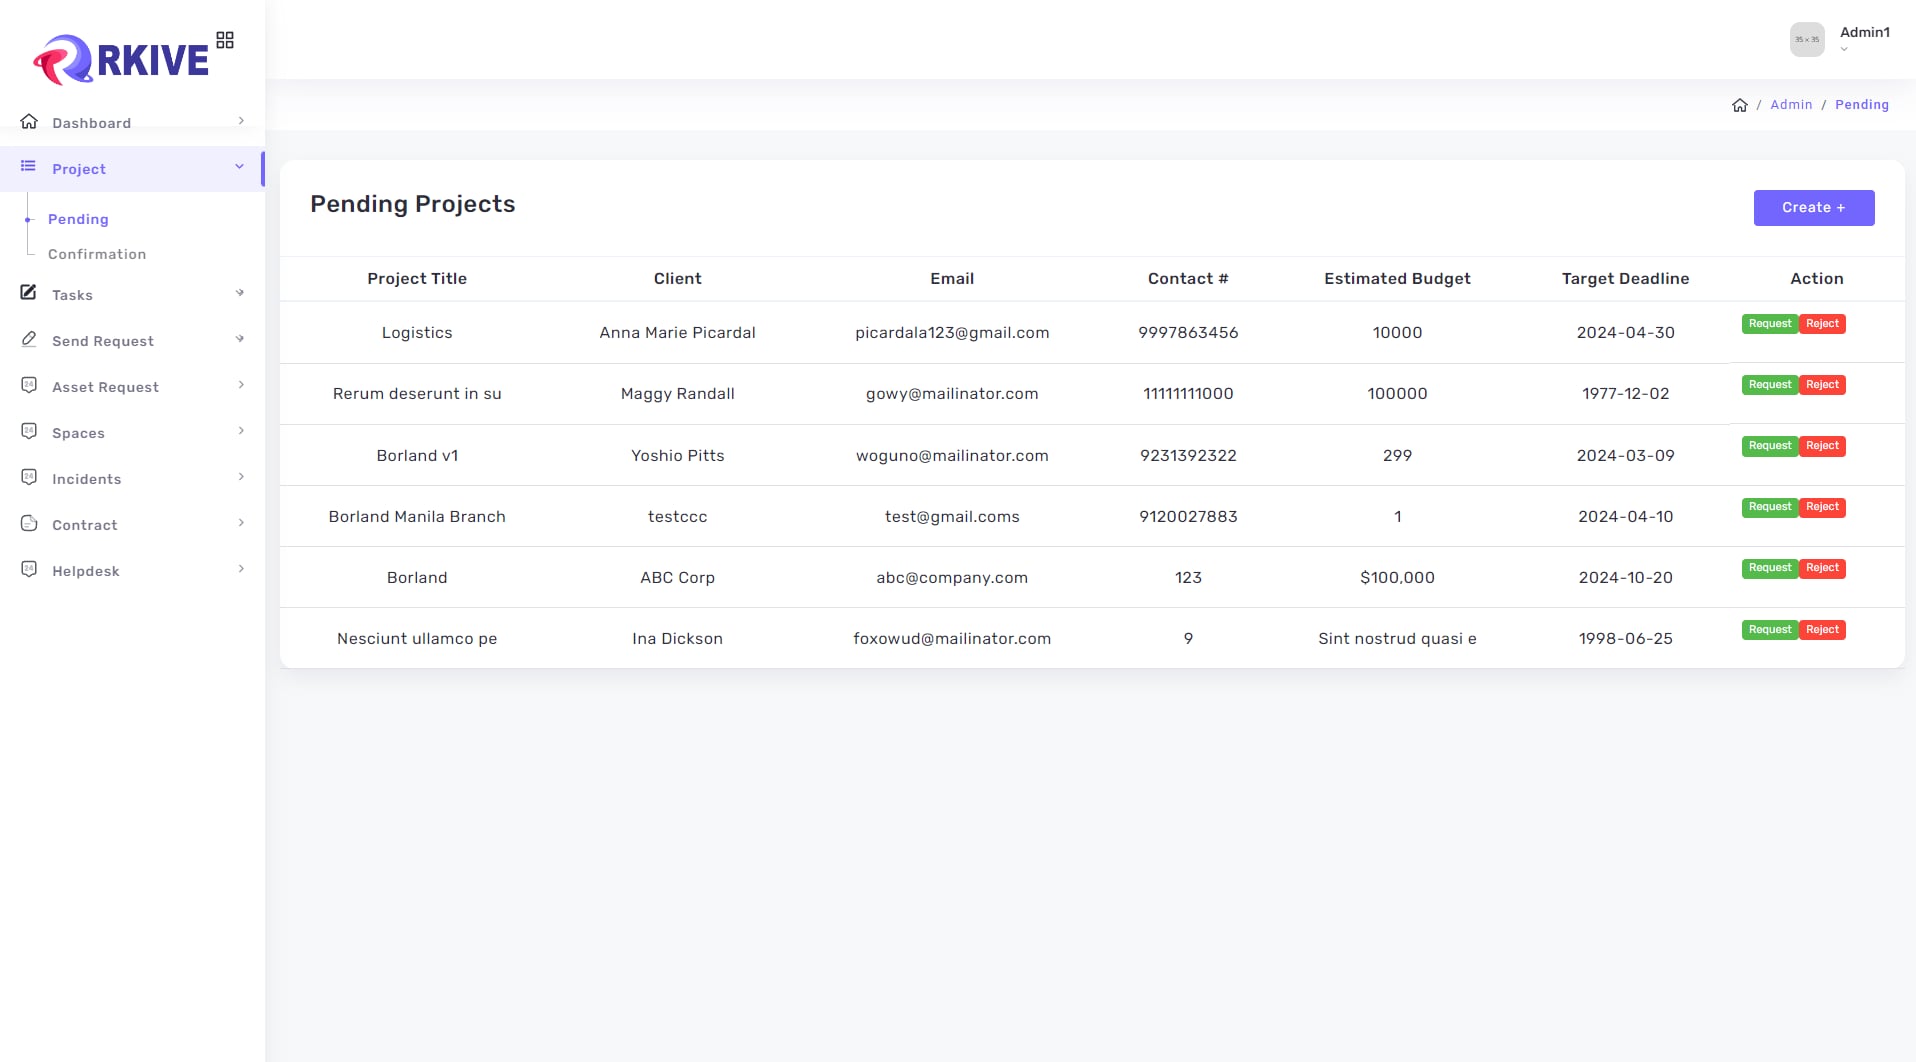 RKIVE
35 × 35
Admin1
/ Admin / Pending
Dashboard
Project
Pending
Confirmation
Tasks
Send Request
24 Asset Request
24 Spaces
24 Incidents
Contract
24 Helpdesk
Pending Projects
Create +
Project Title Client Email Contact # Estimated Budget Target Deadline Action
Logistics Anna Marie Picardal picardala123@gmail.com 9997863456 10000 2024-04-30 Request Reject
Rerum deserunt in su Maggy Randall gowy@mailinator.com 11111111000 100000 1977-12-02 Request Reject
Borland v1 Yoshio Pitts woguno@mailinator.com 9231392322 299 2024-03-09 Request Reject
Borland Manila Branch testccc test@gmail.coms 9120027883 1 2024-04-10 Request Reject
Borland ABC Corp abc@company.com 123 $100,000 2024-10-20 Request Reject
Nesciunt ullamco pe Ina Dickson foxowud@mailinator.com 9 Sint nostrud quasi e 1998-06-25 Request Reject